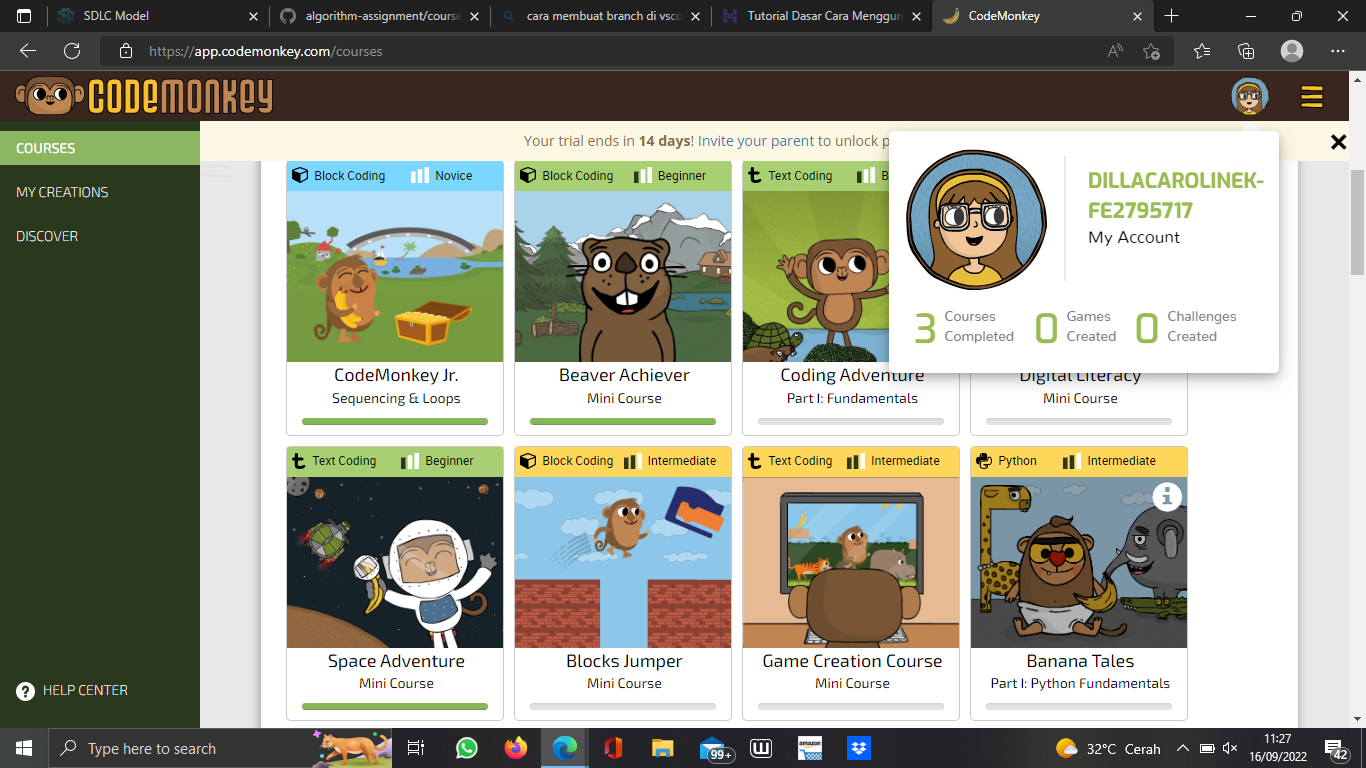 SDLC Model
algorithm-assignment/course
cara membuat branch di vsco
Tutorial Dasar Cara Menggun
CodeMonkey
https://app.codemonkey.com/courses
CODEMONKEY
Your trial ends in 14 days! Invite your parent to unlock p
COURSES
MY CREATIONS
DISCOVER
HELP CENTER
DILLACAROLINEK-
FE2795717
My Account
3 Courses Completed
0 Games Created
0 Challenges Created
Block Coding Novice
CodeMonkey Jr.
Sequencing & Loops
Block Coding Beginner
Beaver Achiever
Mini Course
Text Coding B
Coding Adventure
Part I: Fundamentals
Digital Literacy
Mini Course
Text Coding Beginner
Space Adventure
Mini Course
Block Coding Intermediate
Blocks Jumper
Mini Course
Text Coding Intermediate
Game Creation Course
Mini Course
Python Intermediate
Banana Tales
Part I: Python Fundamentals
Type here to search
99+
amazon
32°C Cerah
11:27
16/09/2022
42